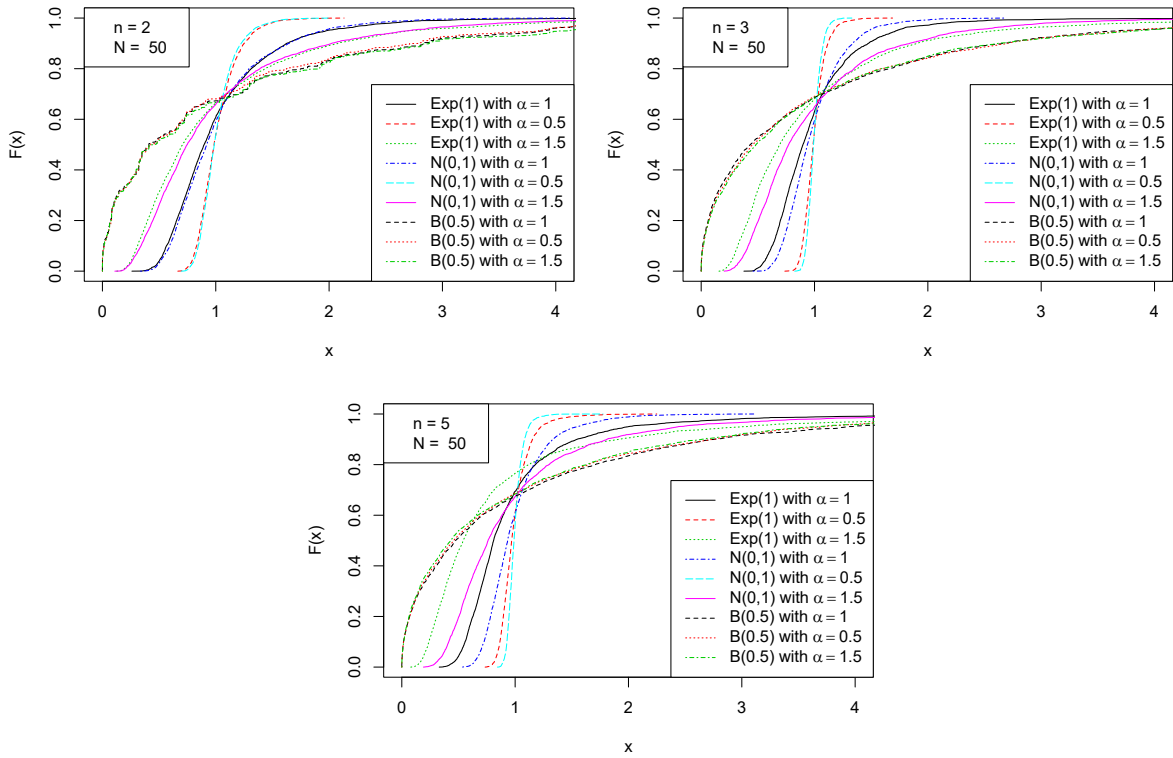 n = 2
N = 50
F(x)
0.0 0.2 0.4 0.6 0.8 1.0
Exp(1) with α = 1
Exp(1) with α = 0.5
Exp(1) with α = 1.5
N(0,1) with α = 1
N(0,1) with α = 0.5
N(0,1) with α = 1.5
B(0.5) with α = 1
B(0.5) with α = 0.5
B(0.5) with α = 1.5
0 1 2 3 4
x
n = 3
N = 50
F(x)
0.0 0.2 0.4 0.6 0.8 1.0
Exp(1) with α = 1
Exp(1) with α = 0.5
Exp(1) with α = 1.5
N(0,1) with α = 1
N(0,1) with α = 0.5
N(0,1) with α = 1.5
B(0.5) with α = 1
B(0.5) with α = 0.5
B(0.5) with α = 1.5
0 1 2 3 4
x
n = 5
N = 50
F(x)
0.0 0.2 0.4 0.6 0.8 1.0
Exp(1) with α = 1
Exp(1) with α = 0.5
Exp(1) with α = 1.5
N(0,1) with α = 1
N(0,1) with α = 0.5
N(0,1) with α = 1.5
B(0.5) with α = 1
B(0.5) with α = 0.5
B(0.5) with α = 1.5
0 1 2 3 4
x